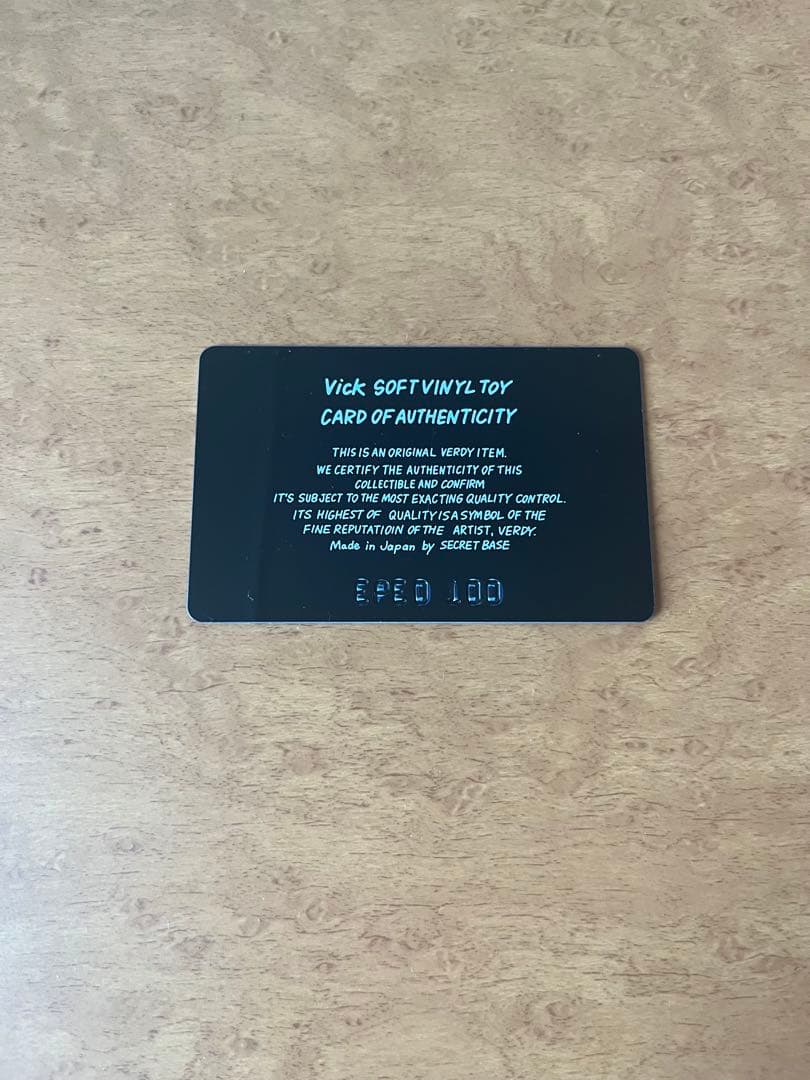 Vick SOFT VINYL TOY
CARD OF AUTHENTICITY
THIS IS AN ORIGINAL VERDY ITEM.
WE CERTIFY THE AUTHENTICITY OF THIS
COLLECTIBLE AND CONFIRM
IT'S SUBJECT TO THE MOST EXACTING QUALITY CONTROL.
ITS HIGHEST OF QUALITY IS A SYMBOL OF THE
FINE REPUTATIOIN OF THE ARTIST, VERDY.
Made in Japan by SECRET BASE